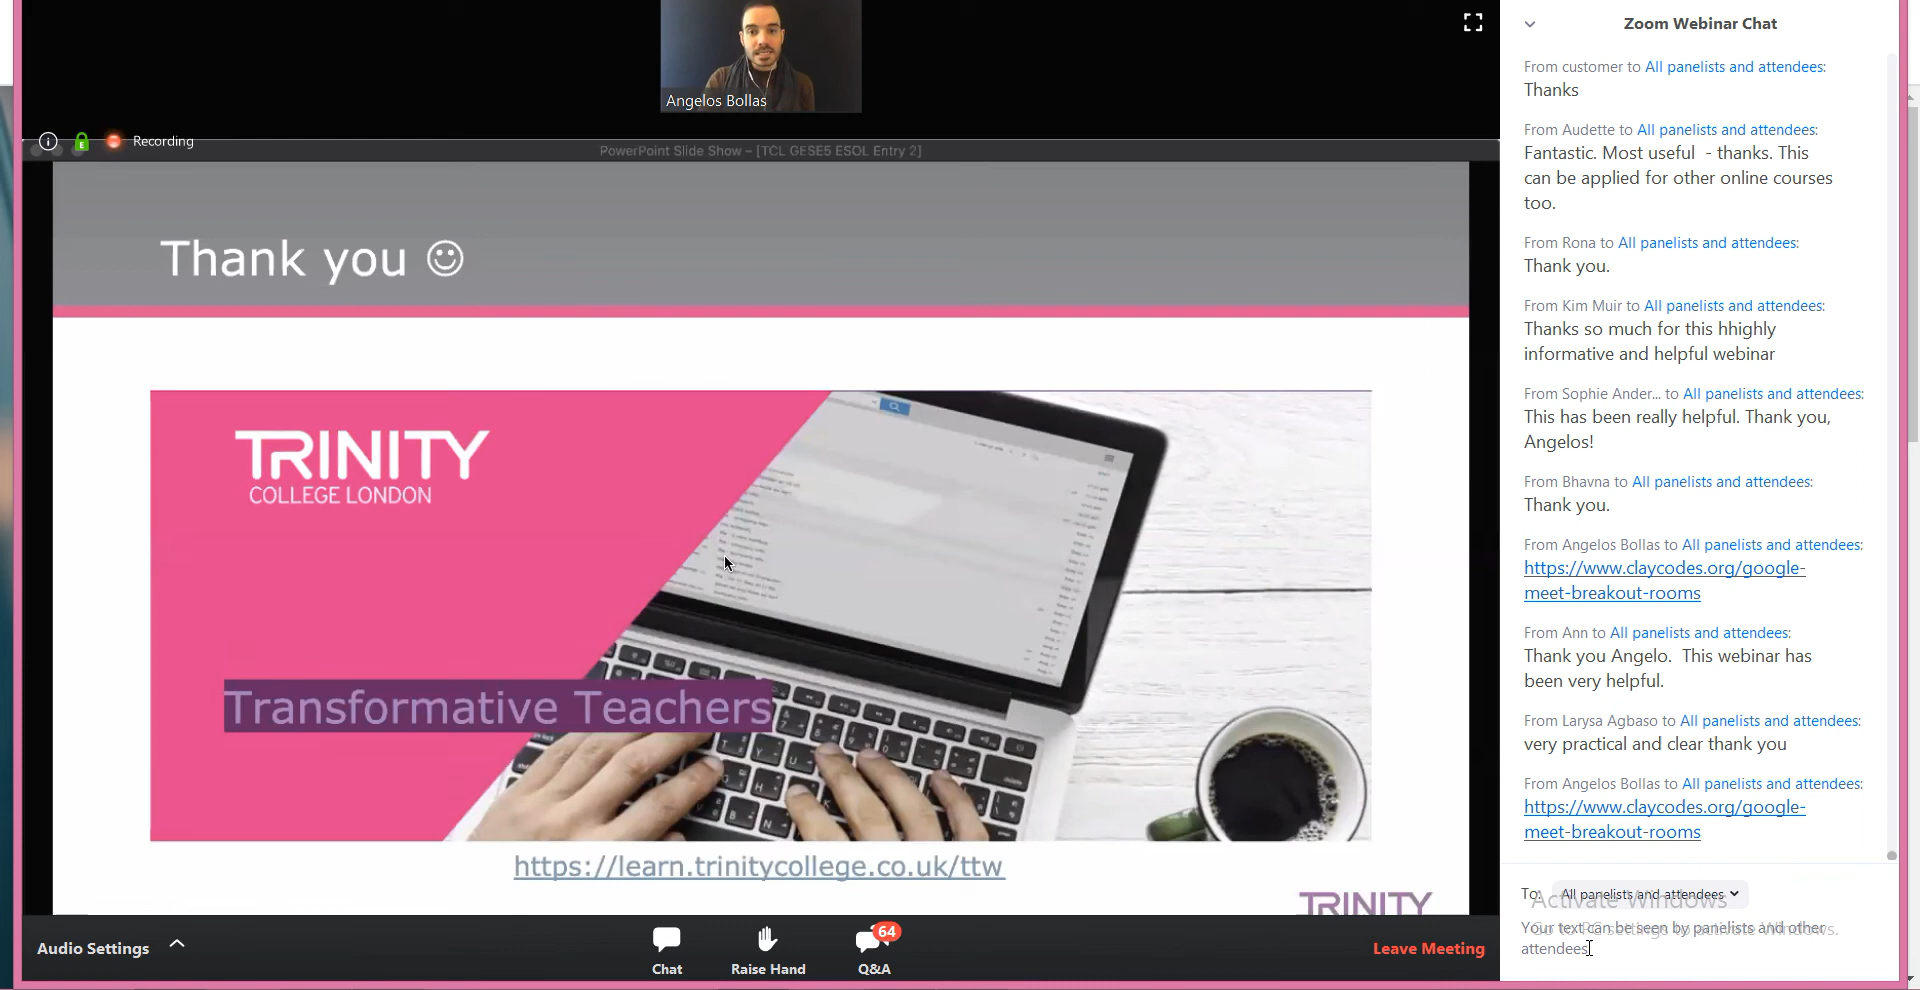 Angelos Bollas
Recording
PowerPoint Slide Show – [TCL GESE5 ESOL Entry 2]
Thank you ☺
TRINITY
COLLEGE LONDON
Transformative Teachers
https://learn.trinitycollege.co.uk/ttw
TRINITY
Audio Settings
Chat
Raise Hand
64
Q&A
Leave Meeting
Zoom Webinar Chat
From customer to All panelists and attendees:
Thanks
From Audette to All panelists and attendees:
Fantastic. Most useful - thanks. This
can be applied for other online courses
too.
From Rona to All panelists and attendees:
Thank you.
From Kim Muir to All panelists and attendees:
Thanks so much for this hhighly
informative and helpful webinar
From Sophie Ander... to All panelists and attendees:
This has been really helpful. Thank you,
Angelos!
From Bhavna to All panelists and attendees:
Thank you.
From Angelos Bollas to All panelists and attendees:
https://www.claycodes.org/google-
meet-breakout-rooms
From Ann to All panelists and attendees:
Thank you Angelo. This webinar has
been very helpful.
From Larysa Agbaso to All panelists and attendees:
very practical and clear thank you
From Angelos Bollas to All panelists and attendees:
https://www.claycodes.org/google-
meet-breakout-rooms
To: All panelists and attendees
Activate Windows
Go to PC settings to activate Windows.
Your text can be seen by panelists and other
attendees